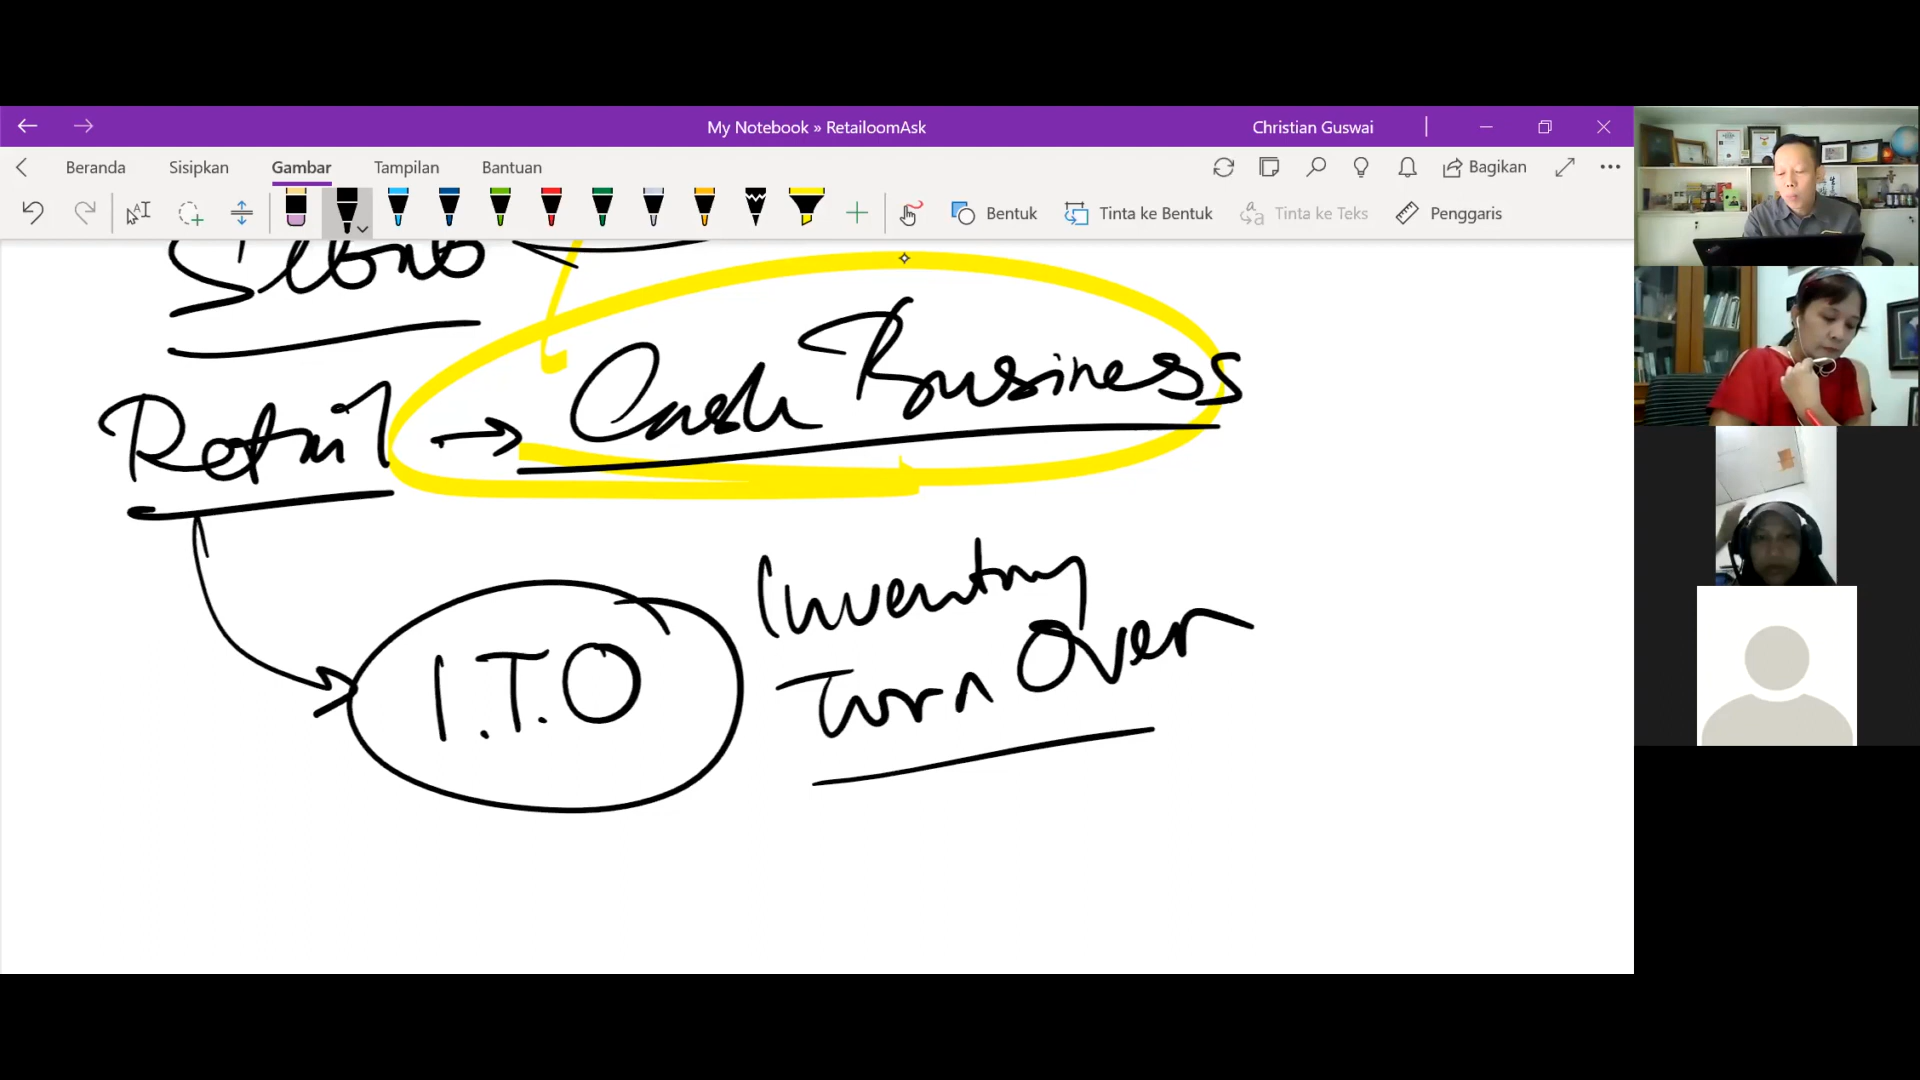 My Notebook » RetailoomAsk
Christian Guswai
Beranda Sisipkan Gambar Tampilan Bantuan Bagikan
Bentuk Tinta ke Bentuk Tinta ke Teks Penggaris
Retail → Cash Business
I.T.O
Inventory
Turn Over